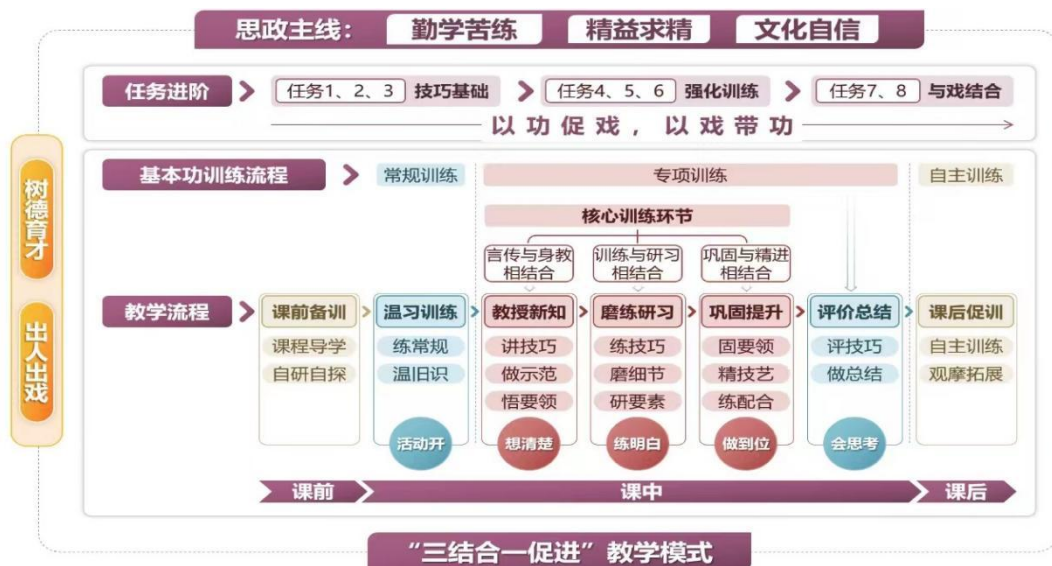 思政主线： 勤学苦练 精益求精 文化自信
任务进阶 任务1、2、3 技巧基础 任务4、5、6 强化训练 任务7、8 与戏结合
以功促戏，以戏带功
树德育才
出人出戏
基本功训练流程 常规训练 专项训练 自主训练
核心训练环节
言传与身教 训练与研习 巩固与精进
相结合 相结合 相结合
教学流程 课前备训 温习训练 教授新知 磨练研习 巩固提升 评价总结 课后促训
课程导学 练常规 讲技巧 练技巧 固要领 评技巧 自主训练
自研自探 温旧识 做示范 磨细节 精技艺 做总结 观摩拓展
悟要领 研要素 练配合
活动开 想清楚 练明白 做到位 会思考
课前 课中 课后
“三结合一促进”教学模式